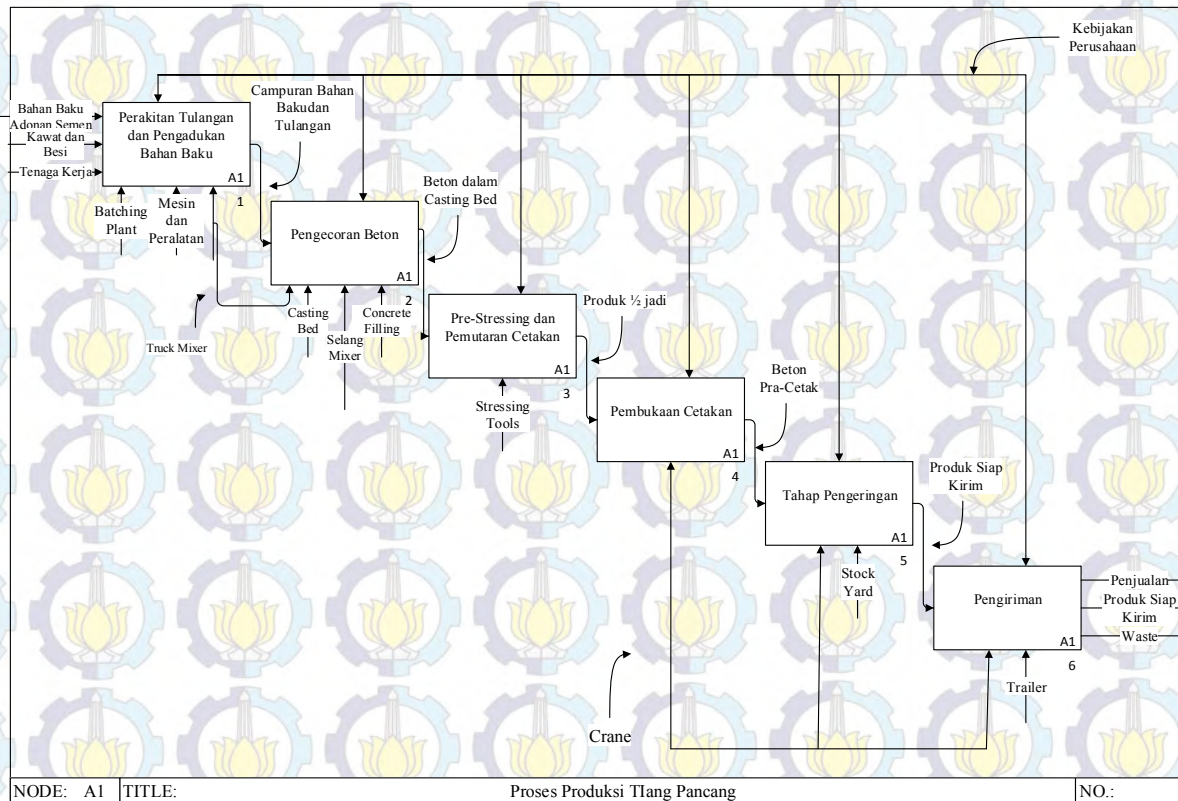 Kebijakan
Perusahaan
Bahan Baku
Adonan Semen
Kawat dan
Besi
Tenaga Kerja
Perakitan Tulangan
dan Pengadukan
Bahan Baku
A1
1
Campuran Bahan
Bakudan
Tulangan
Batching
Plant
Mesin
dan
Peralatan
Truck Mixer
Pengecoran Beton
A1
2
Beton dalam
Casting Bed
Casting
Bed
Selang
Mixer
Concrete
Filling
Pre-Stressing dan
Pemutaran Cetakan
A1
3
Produk ½ jadi
Stressing
Tools
Pembukaan Cetakan
A1
4
Beton
Pra-Cetak
Tahap Pengeringan
A1
5
Produk Siap
Kirim
Stock
Yard
Pengiriman
A1
6
Penjualan
Produk Siap
Kirim
Waste
Trailer
Crane
NODE: A1
TITLE:
Proses Produksi TIang Pancang
NO.: